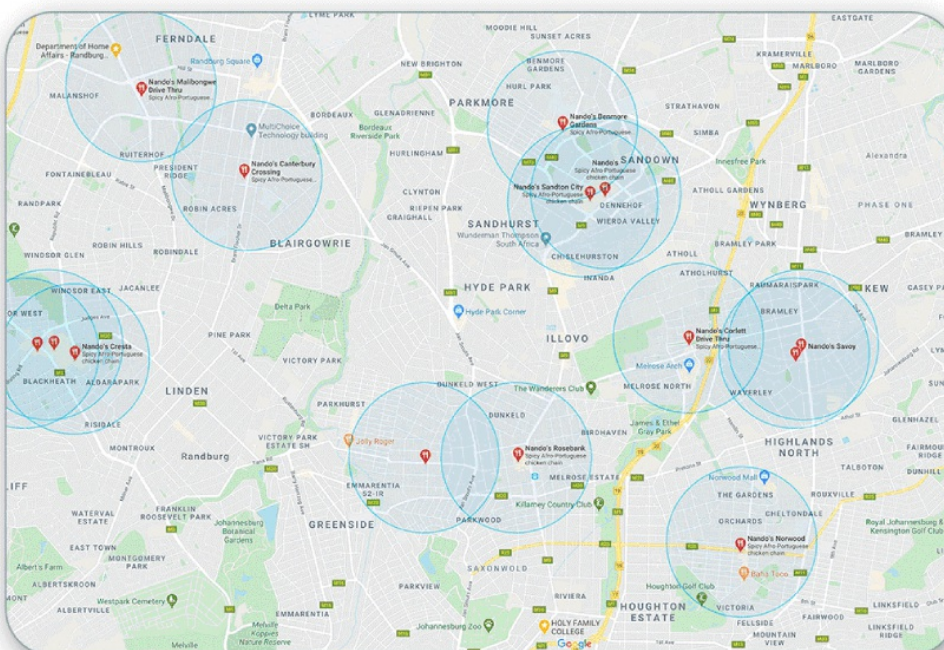 LYME PARK
EASTGATE
FERNDALE
MOODIE HILL
SUNSET ACRES
Department of Home
Affairs - Randburg...
Randburg Square
KRAMERVILLE
MARLBORO
MARLBORO
GARDENS
NEW BRIGHTON
BENMORE
GARDENS
HURL PARK
MALANSHOF
Nando's Malibongwe
Drive Thru
Spicy Afro-Portuguese...
PARKMORE
STRATHAVON
BORDEAUX
GLENADRIENNE
Bordeaux
Riverside Park
MultiChoice
Technology building
Nando's Benmore
Gardens
Spicy Afro-Portuguese
SIMBA
RUITERHOF
HURLINGHAM
Alexandra
PRESIDENT
RIDGE
FONTAINEBLEAU
Nando's Canterbury
Crossing
Spicy Afro-Portuguese...
Nando's
Spicy Afro-Portuguese
chicken chain
SANDOWN
Innesfree Park
CLYNTON
Nando's Sandton City
Spicy Afro-Portuguese
chicken chain
ATHOLL GARDENS
RANDPARK
ROBIN ACRES
RIEPEN PARK
CRAIGHALL
DENNEHOF
WYNBERG
PHASE ONE
SANDHURST
WIERDA VALLEY
Wunderman Thompson
South Africa
BRAMLEY
BLAIRGOWRIE
ROBIN HILLS
ROBINDALE
WINDSOR GLEN
BRAMLEY PARK
CHISLEHURSTON
ATHOLL
INANDA
ATHOLHURST
WINDSOR EAST
JACANLEE
HYDE PARK
RAUMARAISPARK
KEW
Delta Park
OR WEST
Hyde Park Corner
BRAMLEY
PINE PARK
ILLOVO
Nando's Corlett
Drive Thru
Spicy Afro-Portuguese
Nando's Cresta
Spicy Afro-Portuguese
chicken chain
Nando's Savoy
VICTORY PARK
Melrose Arch
BLACKHEATH
ALDARAPARK
LINDEN
DUNKELD WEST
The Wanderers Club
MELROSE NORTH
WAVERLEY
PARKHURST
DUNKELD
RISIDALE
James & Ethel
Gray Park
GLENHAZEL
BIRDHAVEN
VICTORY PARK
ESTATE SH
Jolly Roger
HIGHLANDS
NORTH
MONTROUX
Randburg
Nando's Rosebank
Spicy Afro-Portuguese
chicken chain
MELROSE ESTATE
TALBOTON
Norwood Mall
LIFF
EMMARENTIA
THE GARDENS
ROUXVILLE
WATERVAL
ESTATE
FRANKLIN
ROOSEVELT PARK
Killarney Country Club
CHELTONDALE
Johannesburg
Botanical
Gardens
GREENSIDE
PARKWOOD
ORCHARDS
Royal Johannesburg &
Kensington Golf Club
EAST TOWN
MONTGOMERY
PARK
Nando's Norwood
Spicy Afro-Portuguese
chicken chain
Albert's Farm
SAXONWOLD
ALBERTSKROON
PARKVIEW
Houghton Golf Club
Westpark Cemetery
RIVIERA
ALBERTVILLE
EMMARENTIA
HOUGHTON
ESTATE
VICTORIA
LINKSFIELD
FELLSIDE
FAIRWOOD
Johannesburg Zoo
HOLY FAMILY
COLLEGE
MOUNTAIN
VIEW
LINKSFIELD
RIDGE
Melville
Koppies
Nature Reserve
Melville
Google